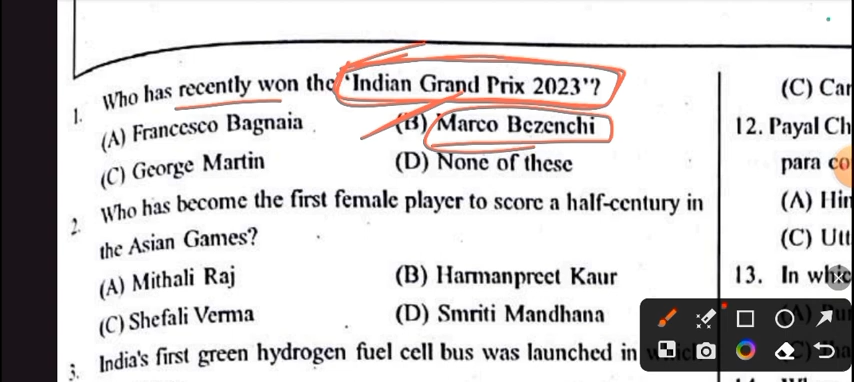 1. Who has recently won the 'Indian Grand Prix 2023"?
(A) Francesco Bagnaia
(B) Marco Bezenchi
(C) George Martin
(D) None of these
2. Who has become the first female player to score a half-century in
the Asian Games?
(A) Mithali Raj
(B) Harmanpreet Kaur
(C) Shefali Verma
(D) Smriti Mandhana
3. India's first green hydrogen fuel cell bus was launched in
(C) Car
12. Payal Ch
para co
(A) Hin
(C) Utt
13. In whic